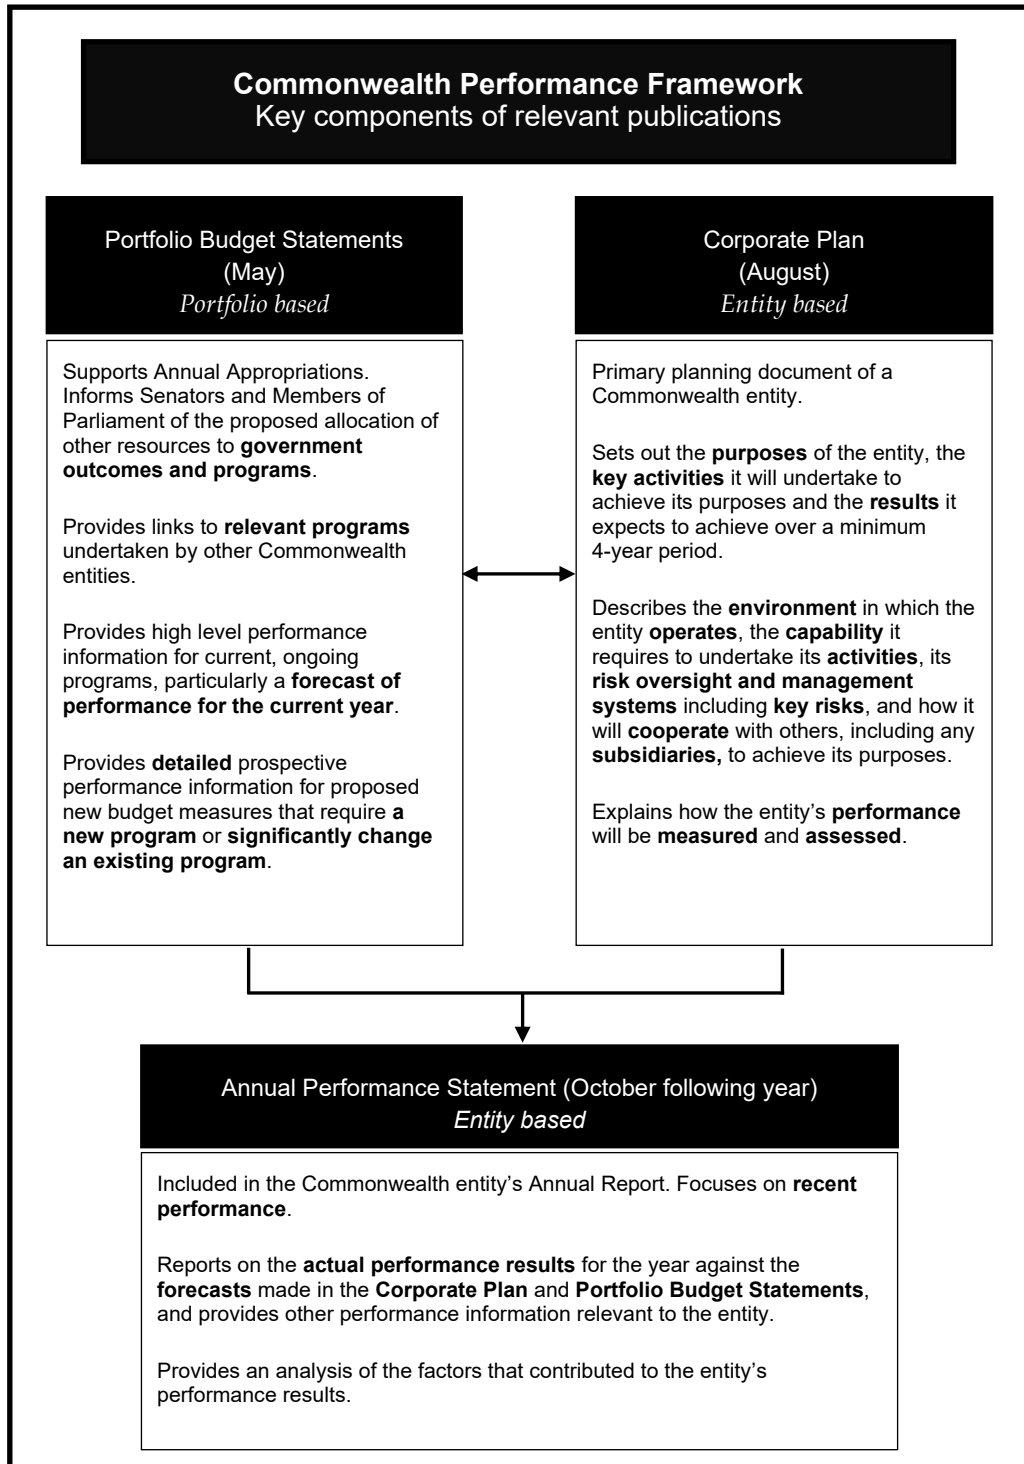 Commonwealth Performance Framework
Key components of relevant publications
Portfolio Budget Statements
(May)
Portfolio based
Supports Annual Appropriations.
Informs Senators and Members of
Parliament of the proposed allocation of
other resources to government
outcomes and programs.
Provides links to relevant programs
undertaken by other Commonwealth
entities.
Provides high level performance
information for current, ongoing
programs, particularly a forecast of
performance for the current year.
Provides detailed prospective
performance information for proposed
new budget measures that require a
new program or significantly change
an existing program.
Corporate Plan
(August)
Entity based
Primary planning document of a
Commonwealth entity.
Sets out the purposes of the entity, the
key activities it will undertake to
achieve its purposes and the results it
expects to achieve over a minimum
4-year period.
Describes the environment in which the
entity operates, the capability it
requires to undertake its activities, its
risk oversight and management
systems including key risks, and how it
will cooperate with others, including any
subsidiaries, to achieve its purposes.
Explains how the entity’s performance
will be measured and assessed.
Annual Performance Statement (October following year)
Entity based
Included in the Commonwealth entity’s Annual Report. Focuses on recent
performance.
Reports on the actual performance results for the year against the
forecasts made in the Corporate Plan and Portfolio Budget Statements,
and provides other performance information relevant to the entity.
Provides an analysis of the factors that contributed to the entity’s
performance results.